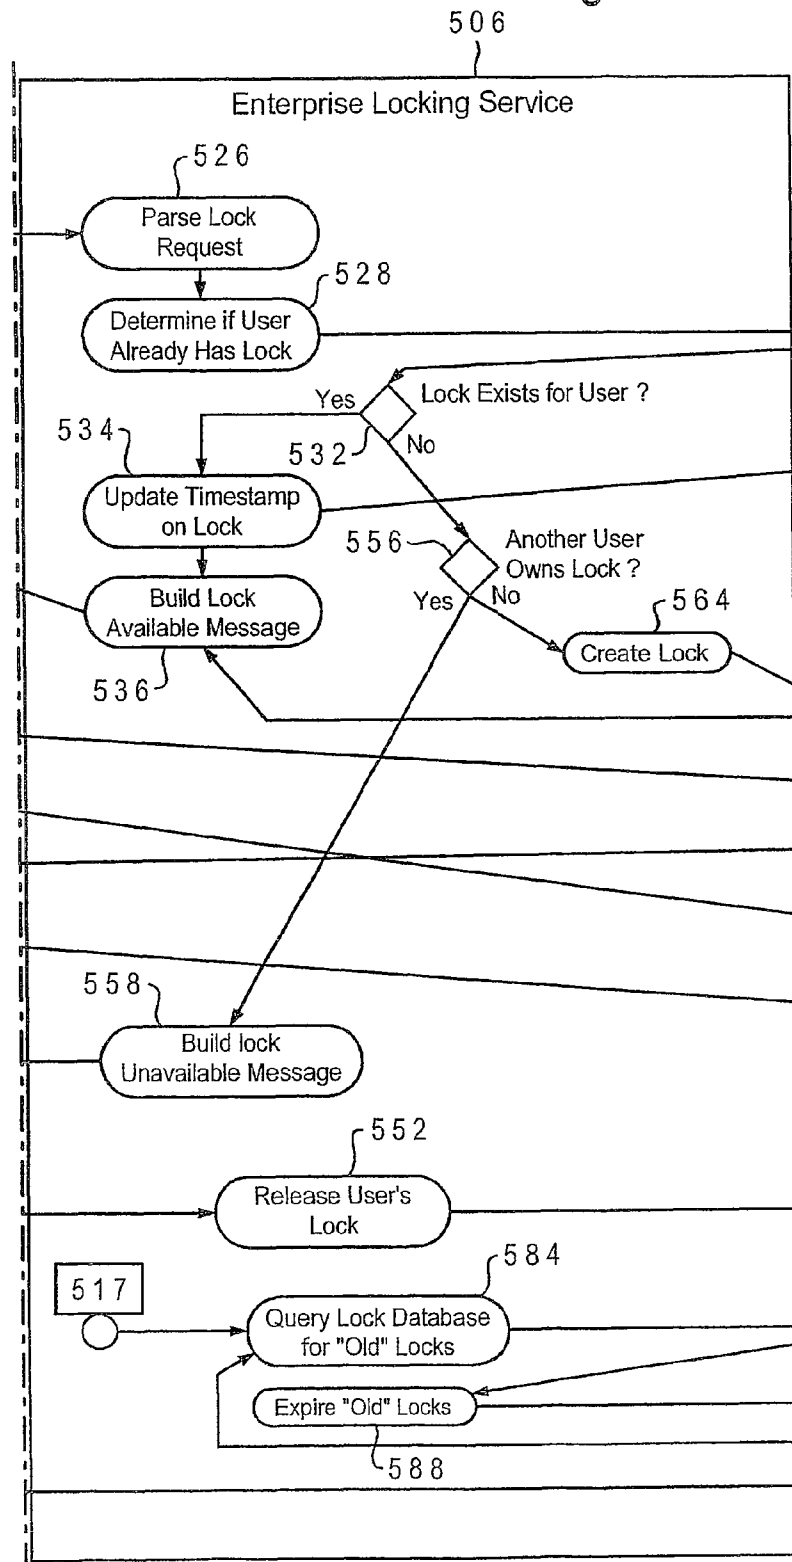 506
Enterprise Locking Service
526
Parse Lock
Request
528
Determine if User
Already Has Lock
Yes
Lock Exists for User ?
534
532
No
Update Timestamp
on Lock
556
Another User
Owns Lock ?
Yes
No
Build Lock
Available Message
564
Create Lock
536
558
Build lock
Unavailable Message
552
Release User's
Lock
584
517
Query Lock Database
for "Old" Locks
Expire "Old" Locks
588